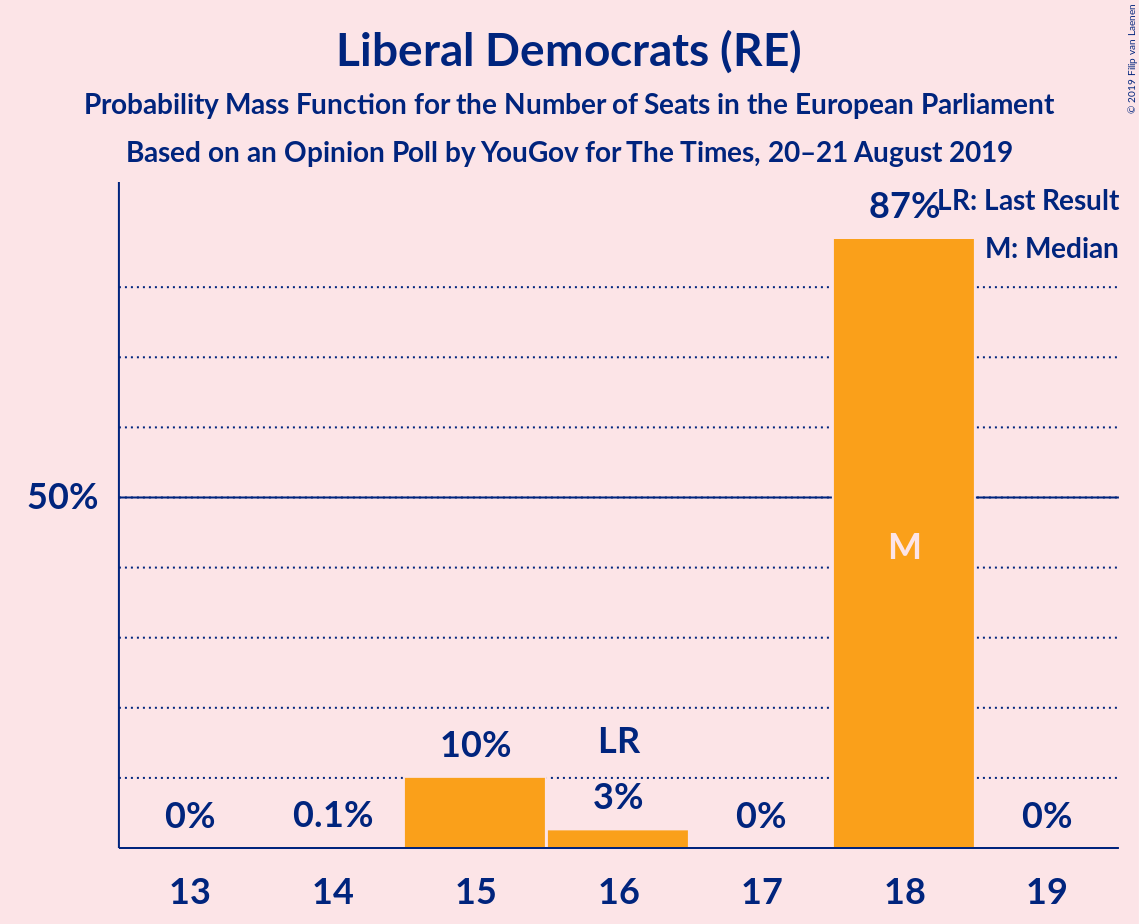 Liberal Democrats (RE)
Probability Mass Function for the Number of Seats in the European Parliament
Based on an Opinion Poll by YouGov for The Times, 20–21 August 2019
© 2019 Filip van Laenen
LR: Last Result
M: Median
87%
50%
M
10%
LR
3%
0%
0.1%
0%
0%
13
14
15
16
17
18
19